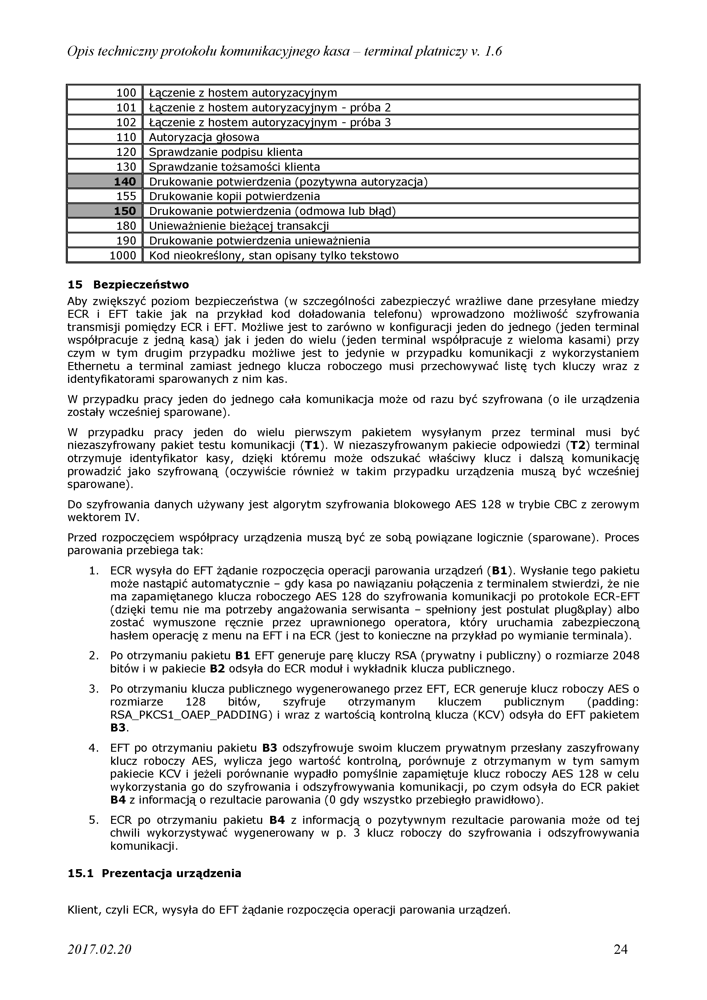 Opis techniczny protokołu komunikacyjnego kasa – terminal płatniczy v. 1.6
100 Łączenie z hostem autoryzacyjnym
101 Łączenie z hostem autoryzacyjnym - próba 2
102 Łączenie z hostem autoryzacyjnym - próba 3
110 Autoryzacja głosowa
120 Sprawdzanie podpisu klienta
130 Sprawdzanie tożsamości klienta
140 Drukowanie potwierdzenia (pozytywna autoryzacja)
155 Drukowanie kopii potwierdzenia
150 Drukowanie potwierdzenia (odmowa lub błąd)
180 Unieważnienie bieżącej transakcji
190 Drukowanie potwierdzenia unieważnienia
1000 Kod nieokreślony, stan opisany tylko tekstowo
15 Bezpieczeństwo
Aby zwiększyć poziom bezpieczeństwa (w szczególności zabezpieczyć wrażliwe dane przesyłane miedzy
ECR i EFT takie jak na przykład kod doładowania telefonu) wprowadzono możliwość szyfrowania
transmisji pomiędzy ECR i EFT. Możliwe jest to zarówno w konfiguracji jeden do jednego (jeden terminal
współpracuje z jedną kasą) jak i jeden do wielu (jeden terminal współpracuje z wieloma kasami) przy
czym w tym drugim przypadku możliwe jest to jedynie w przypadku komunikacji z wykorzystaniem
Ethernetu a terminal zamiast jednego klucza roboczego musi przechowywać listę tych kluczy wraz z
identyfikatorami sparowanych z nim kas.
W przypadku pracy jeden do jednego cała komunikacja może od razu być szyfrowana (o ile urządzenia
zostały wcześniej sparowane).
W przypadku pracy jeden do wielu pierwszym pakietem wysyłanym przez terminal musi być
niezaszyfrowany pakiet testu komunikacji (T1). W niezaszyfrowanym pakiecie odpowiedzi (T2) terminal
otrzymuje identyfikator kasy, dzięki któremu może odszukać właściwy klucz i dalszą komunikację
prowadzić jako szyfrowaną (oczywiście również w takim przypadku urządzenia muszą być wcześniej
sparowane).
Do szyfrowania danych używany jest algorytm szyfrowania blokowego AES 128 w trybie CBC z zerowym
wektorem IV.
Przed rozpoczęciem współpracy urządzenia muszą być ze sobą powiązane logicznie (sparowane). Proces
parowania przebiega tak:
1. ECR wysyła do EFT żądanie rozpoczęcia operacji parowania urządzeń (B1). Wysłanie tego pakietu
może nastąpić automatycznie – gdy kasa po nawiązaniu połączenia z terminalem stwierdzi, że nie
ma zapamiętanego klucza roboczego AES 128 do szyfrowania komunikacji po protokole ECR-EFT
(dzięki temu nie ma potrzeby angażowania serwisanta – spełniony jest postulat plug&play) albo
zostać wymuszone ręcznie przez uprawnionego operatora, który uruchamia zabezpieczoną
hasłem operację z menu na EFT i na ECR (jest to konieczne na przykład po wymianie terminala).
2. Po otrzymaniu pakietu B1 EFT generuje parę kluczy RSA (prywatny i publiczny) o rozmiarze 2048
bitów i w pakiecie B2 odsyła do ECR moduł i wykładnik klucza publicznego.
3. Po otrzymaniu klucza publicznego wygenerowanego przez EFT, ECR generuje klucz roboczy AES o
rozmiarze 128 bitów, szyfruje otrzymanym kluczem publicznym (padding:
RSA_PKCS1_OAEP_PADDING) i wraz z wartością kontrolną klucza (KCV) odsyła do EFT pakietem
B3.
4. EFT po otrzymaniu pakietu B3 odszyfrowuje swoim kluczem prywatnym przesłany zaszyfrowany
klucz roboczy AES, wylicza jego wartość kontrolną, porównuje z otrzymanym w tym samym
pakiecie KCV i jeżeli porównanie wypadło pomyślnie zapamiętuje klucz roboczy AES 128 w celu
wykorzystania go do szyfrowania i odszyfrowywania komunikacji, po czym odsyła do ECR pakiet
B4 z informacją o rezultacie parowania (0 gdy wszystko przebiegło prawidłowo).
5. ECR po otrzymaniu pakietu B4 z informacją o pozytywnym rezultacie parowania może od tej
chwili wykorzystywać wygenerowany w p. 3 klucz roboczy do szyfrowania i odszyfrowywania
komunikacji.
15.1 Prezentacja urządzenia
Klient, czyli ECR, wysyła do EFT żądanie rozpoczęcia operacji parowania urządzeń.
2017.02.20 24